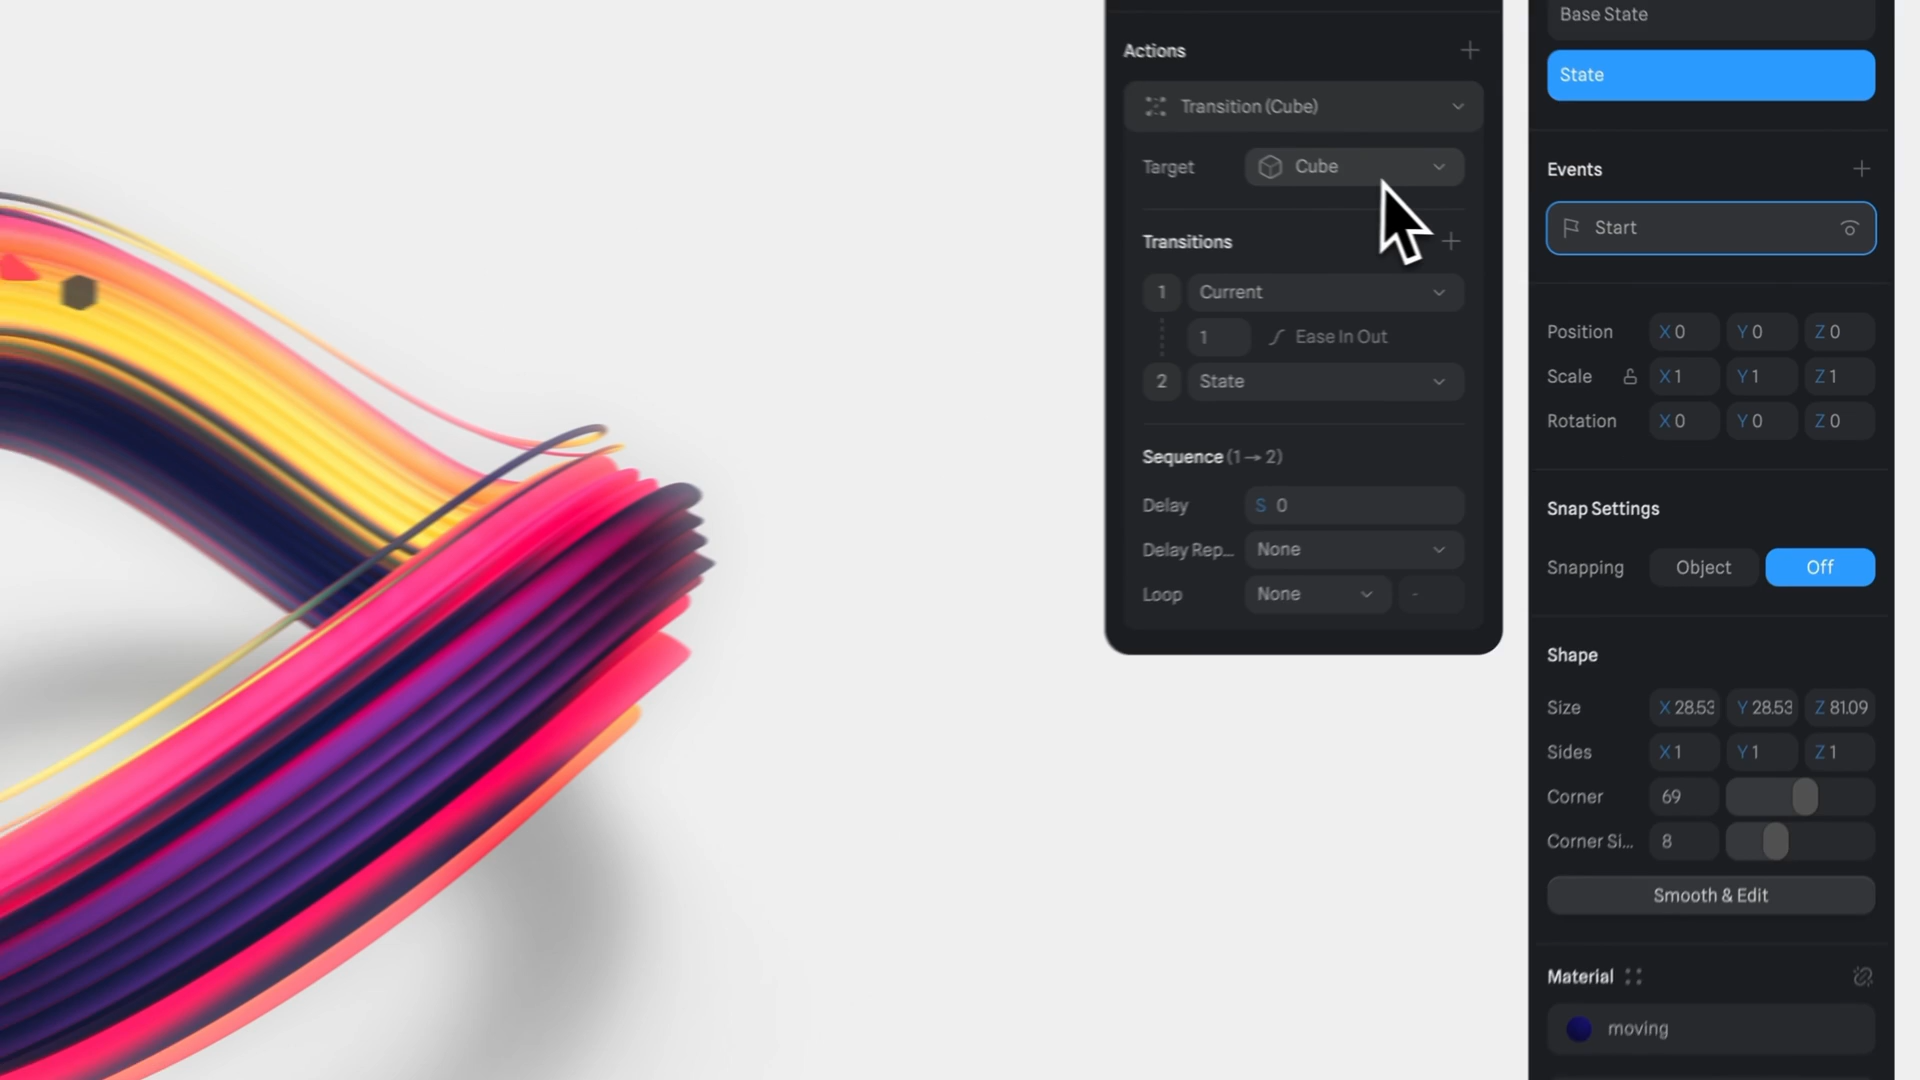 Actions
Transition (Cube)
Target Cube
Transitions
1 Current
1 Ease In Out
2 State
Sequence (1→2)
Delay S 0
Delay Rep... None
Loop None -
Base State
State
Events
Start
Position X 0 Y 0 Z 0
Scale X 1 Y 1 Z 1
Rotation X 0 Y 0 Z 0
Snap Settings
Snapping Object Off
Shape
Size X 28.53 Y 28.53 Z 81.09
Sides X 1 Y 1 Z 1
Corner 69
Corner Si... 8
Smooth & Edit
Material
moving